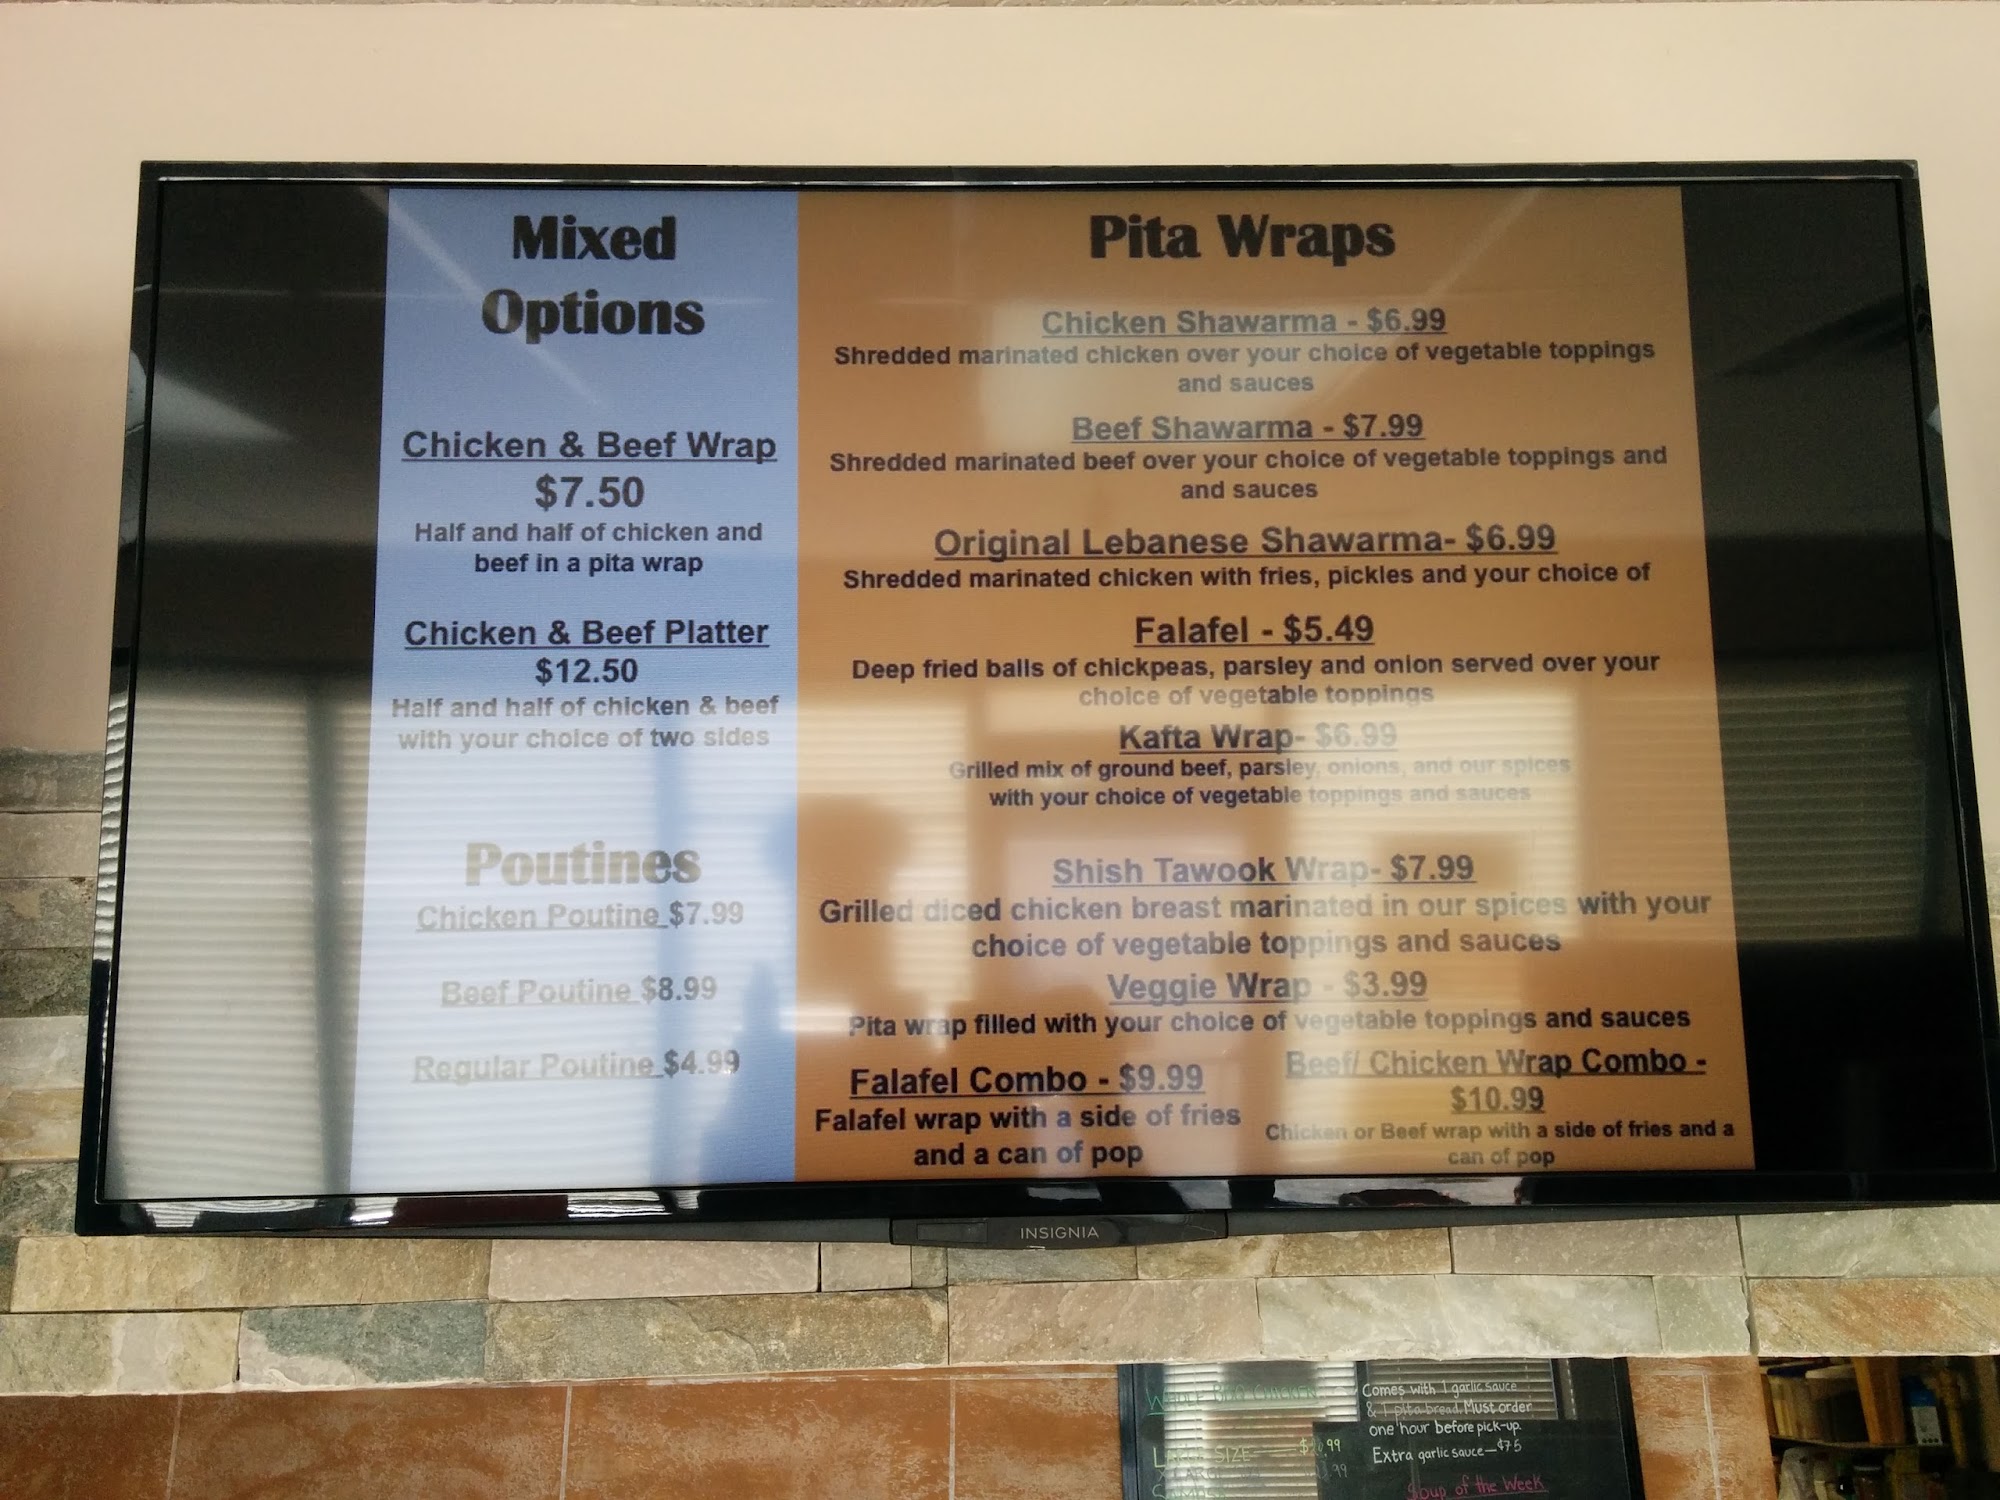 Mixed
Options
Chicken & Beef Wrap
$7.50
Half and half of chicken and
beef in a pita wrap
Chicken & Beef Platter
$12.50
Half and half of chicken & beef
with your choice of two sides
Poutines
Chicken Poutine $7.99
Beef Poutine $8.99
Regular Poutine $4.99
Pita Wraps
Chicken Shawarma - $6.99
Shredded marinated chicken over your choice of vegetable toppings
and sauces
Beef Shawarma - $7.99
Shredded marinated beef over your choice of vegetable toppings and
and sauces
Original Lebanese Shawarma- $6.99
Shredded marinated chicken with fries, pickles and your choice of
Falafel - $5.49
Deep fried balls of chickpeas, parsley and onion served over your
choice of vegetable toppings
Kafta Wrap- $6.99
Grilled mix of ground beef, parsley, onions, and our spices
with your choice of vegetable toppings and sauces
Shish Tawook Wrap- $7.99
Grilled diced chicken breast marinated in our spices with your
choice of vegetable toppings and sauces
Veggie Wrap - $3.99
Pita wrap filled with your choice of vegetable toppings and sauces
Falafel Combo - $9.99
Falafel wrap with a side of fries
and a can of pop
Beef/ Chicken Wrap Combo -
$10.99
Chicken or Beef wrap with a side of fries and a
can of pop
INSIGNIA
Whole BBQ Chicken
Large Size
Comes with 1 garlic sauce
& 1 pita bread. Must order
one hour before pick-up.
Extra garlic sauce—$.75
Soup of the Week